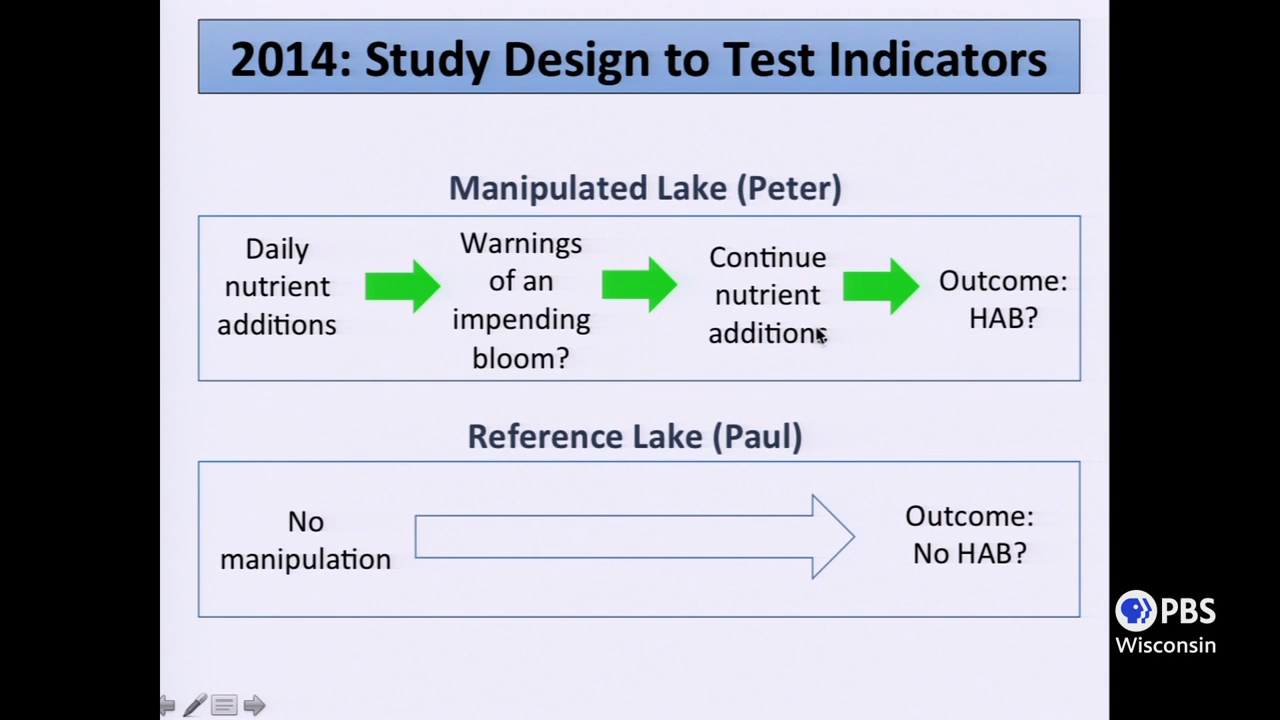 2014: Study Design to Test Indicators
Manipulated Lake (Peter)
Daily
nutrient
additions
Warnings
of an
impending
bloom?
Continue
nutrient
additions
Outcome:
HAB?
Reference Lake (Paul)
No
manipulation
Outcome:
No HAB?
PBS
Wisconsin